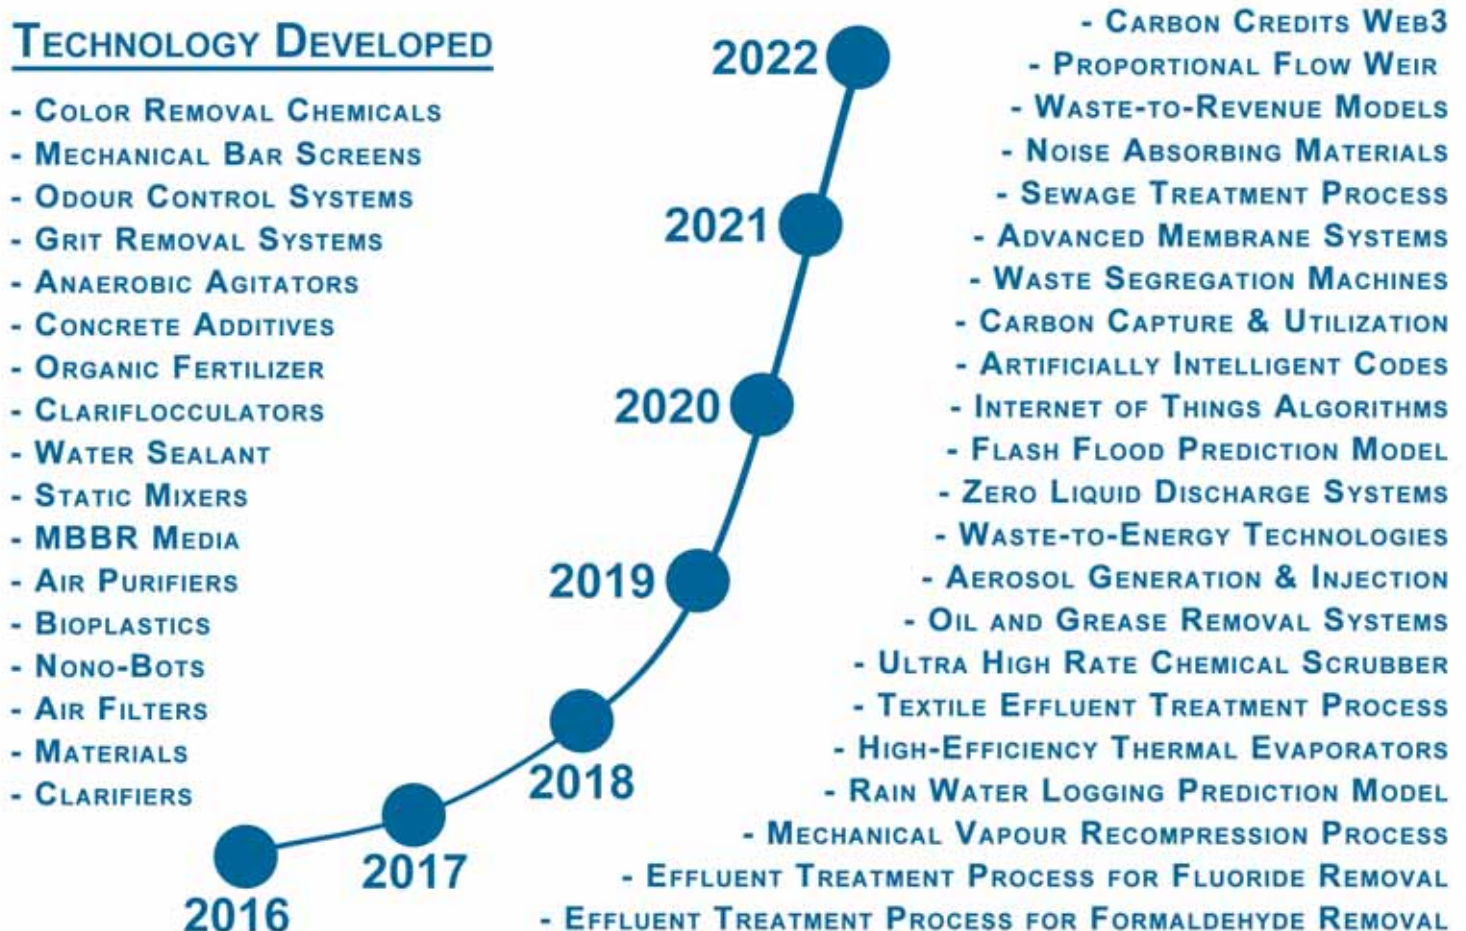 TECHNOLOGY DEVELOPED
- COLOR REMOVAL CHEMICALS
- MECHANICAL BAR SCREENS
- ODOUR CONTROL SYSTEMS
- GRIT REMOVAL SYSTEMS
- ANAEROBIC AGITATORS
- CONCRETE ADDITIVES
- ORGANIC FERTILIZER
- CLARIFLOCCULATORS
- WATER SEALANT
- STATIC MIXERS
- MBBR MEDIA
- AIR PURIFIERS
- BIOPLASTICS
- NONO-BOTS
- AIR FILTERS
- MATERIALS
- CLARIFIERS
2022
2021
2020
2019
2018
2017
2016
- CARBON CREDITS WEB3
- PROPORTIONAL FLOW WEIR
- WASTE-TO-REVENUE MODELS
- NOISE ABSORBING MATERIALS
- SEWAGE TREATMENT PROCESS
- ADVANCED MEMBRANE SYSTEMS
- WASTE SEGREGATION MACHINES
- CARBON CAPTURE & UTILIZATION
- ARTIFICIALLY INTELLIGENT CODES
- INTERNET OF THINGS ALGORITHMS
- FLASH FLOOD PREDICTION MODEL
- ZERO LIQUID DISCHARGE SYSTEMS
- WASTE-TO-ENERGY TECHNOLOGIES
- AEROSOL GENERATION & INJECTION
- OIL AND GREASE REMOVAL SYSTEMS
- ULTRA HIGH RATE CHEMICAL SCRUBBER
- TEXTILE EFFLUENT TREATMENT PROCESS
- HIGH-EFFICIENCY THERMAL EVAPORATORS
- RAIN WATER LOGGING PREDICTION MODEL
- MECHANICAL VAPOUR RECOMPRESSION PROCESS
- EFFLUENT TREATMENT PROCESS FOR FLUORIDE REMOVAL
- EFFLUENT TREATMENT PROCESS FOR FORMALDEHYDE REMOVAL